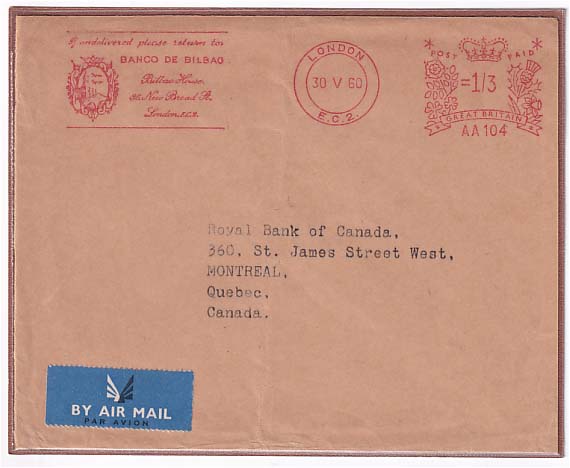 If undelivered please return to:
BANCO DE BILBAO
Bilbao House,
36, New Broad St.,
London, E.C.2.
LONDON
30 V 60
E.C.2.
POST PAID
=1/3
GREAT BRITAIN
AA 104
Royal Bank of Canada,
360, St. James Street West,
MONTREAL,
Quebec,
Canada.
BY AIR MAIL
PAR AVION